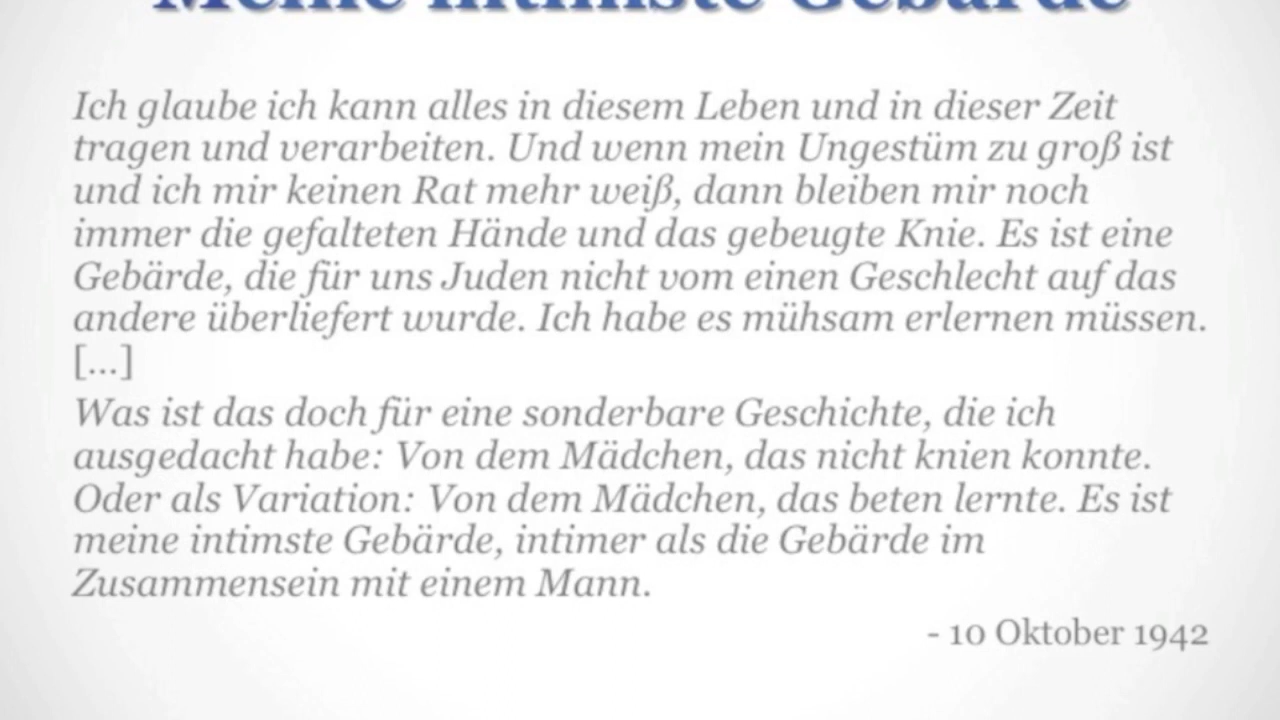 Meine intimste Gebärde
Ich glaube ich kann alles in diesem Leben und in dieser Zeit
tragen und verarbeiten. Und wenn mein Ungestüm zu groß ist
und ich mir keinen Rat mehr weiß, dann bleiben mir noch
immer die gefalteten Hände und das gebeugte Knie. Es ist eine
Gebärde, die für uns Juden nicht vom einen Geschlecht auf das
andere überliefert wurde. Ich habe es mühsam erlernen müssen.
[...]
Was ist das doch für eine sonderbare Geschichte, die ich
ausgedacht habe: Von dem Mädchen, das nicht knien konnte.
Oder als Variation: Von dem Mädchen, das beten lernte. Es ist
meine intimste Gebärde, intimer als die Gebärde im
Zusammensein mit einem Mann.
- 10 Oktober 1942